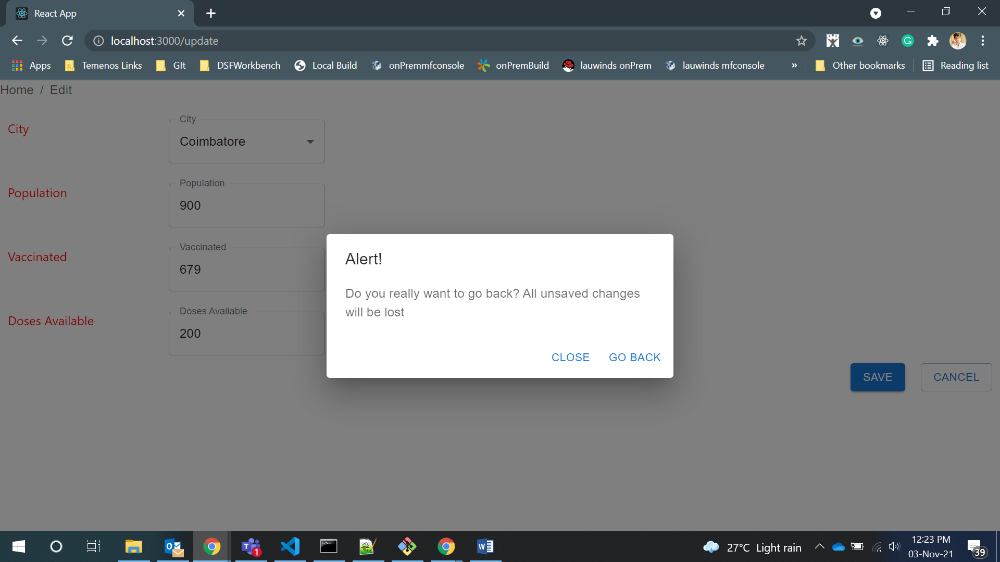 React App
localhost:3000/update
Apps Temenos Links GIt DSFWorkbench Local Build onPremmfconsole onPremBuild lauwinds onPrem lauwinds mfconsole » Other bookmarks Reading list
Home / Edit
City
City
Coimbatore
Population
Population
900
Vaccinated
Vaccinated
679
Doses Available
Doses Available
200
Alert!
Do you really want to go back? All unsaved changes
will be lost
CLOSE GO BACK
SAVE CANCEL
27°C Light rain
12:23 PM
03-Nov-21
39
1